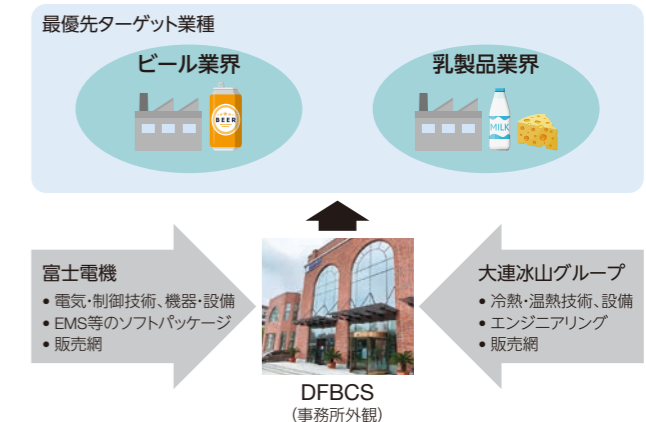 最優先ターゲット業種
ビール業界
乳製品業界
BEER
MILK
富士電機
• 電気・制御技術、機器・設備
• EMS等のソフトパッケージ
• 販売網
大連冰山グループ
• 冷熱・温熱技術、設備
• エンジニアリング
• 販売網
DFBCS
(事務所外観)